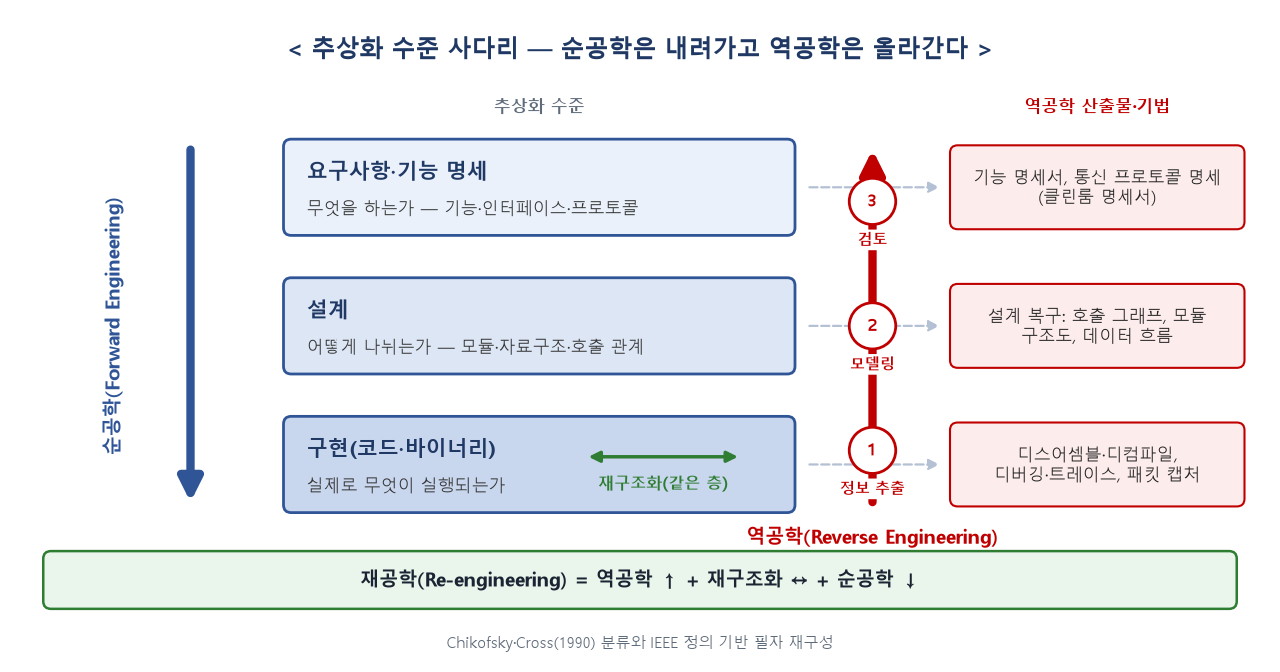 < 추상화 수준 사다리 — 순공학은 내려가고 역공학은 올라간다 >
추상화 수준
역공학 산출물·기법
순공학(Forward Engineering)
요구사항·기능 명세
무엇을 하는가 — 기능·인터페이스·프로토콜
3
검토
기능 명세서, 통신 프로토콜 명세
(클린룸 명세서)
설계
어떻게 나뉘는가 — 모듈·자료구조·호출 관계
2
모델링
설계 복구: 호출 그래프, 모듈
구조도, 데이터 흐름
구현(코드·바이너리)
실제로 무엇이 실행되는가
재구조화(같은 층)
1
정보 추출
디스어셈블·디컴파일,
디버깅·트레이스, 패킷 캡처
역공학(Reverse Engineering)
재공학(Re-engineering) = 역공학 ↑ + 재구조화 ↔ + 순공학 ↓
Chikofsky·Cross(1990) 분류와 IEEE 정의 기반 필자 재구성